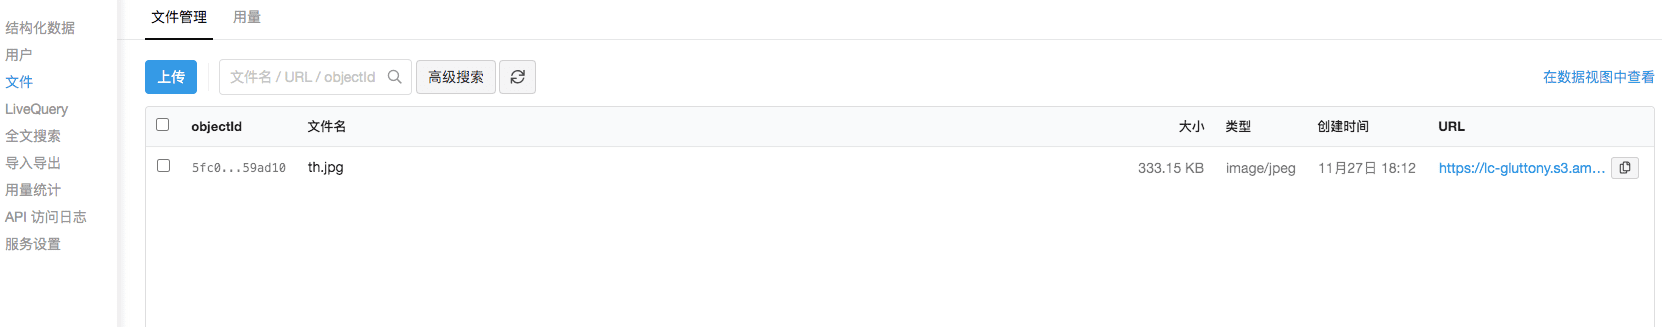 文件管理 用量
结构化数据
用户
文件
LiveQuery
全文搜索
导入导出
用量统计
API 访问日志
服务设置
上传 文件名 / URL / objectId 高级搜索 在数据视图中查看
objectId 文件名 大小 类型 创建时间 URL
5fc0...59ad10 th.jpg 333.15 KB image/jpeg 11月27日 18:12 https://lc-gluttony.s3.am...